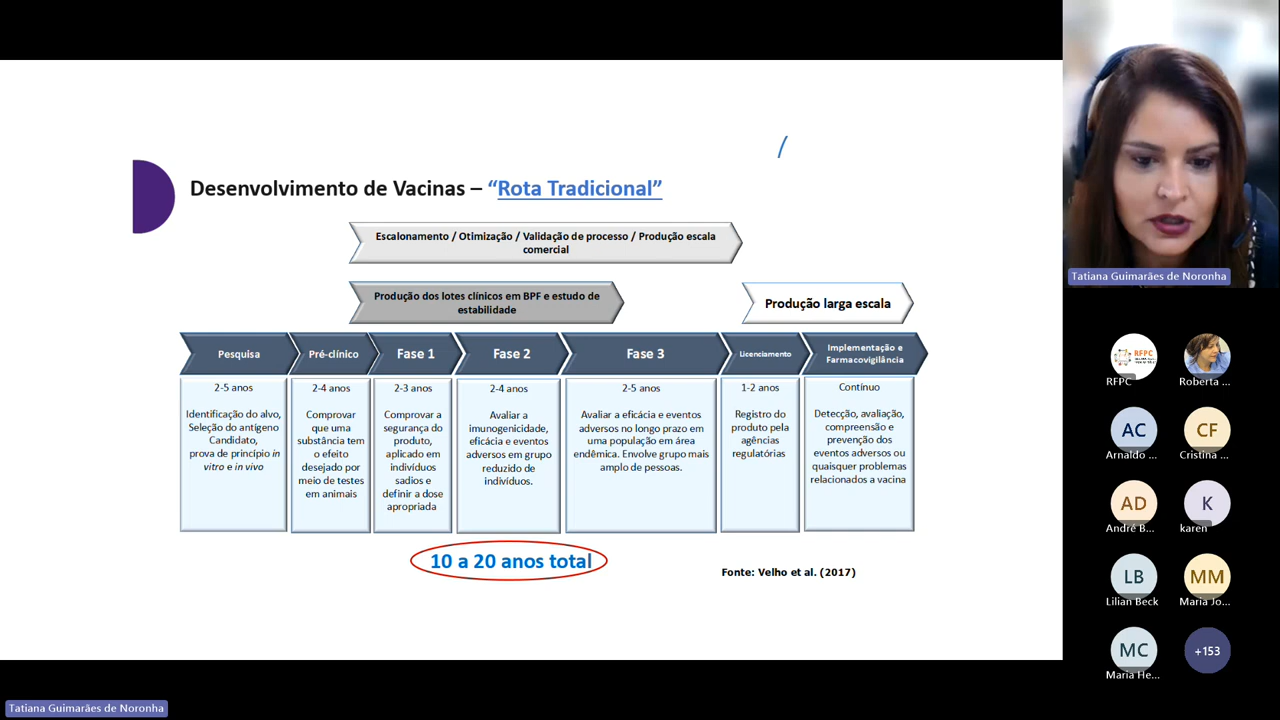 Desenvolvimento de Vacinas – “Rota Tradicional”
Escalonamento / Otimização / Validação de processo / Produção escala
comercial
Produção dos lotes clínicos em BPF e estudo de
estabilidade
Produção larga escala
Pesquisa
Pré-clínico
Fase 1
Fase 2
Fase 3
Licenciamento
Implementação e
Farmacovigilância
2-5 anos
Identificação do alvo,
Seleção do antígeno
Candidato,
prova de princípio in
vitro e in vivo
2-4 anos
Comprovar
que uma
substância tem
o efeito
desejado por
meio de testes
em animais
2-3 anos
Comprovar a
segurança do
produto,
aplicado em
indivíduos
sadios e
definir a dose
apropriada
2-4 anos
Avaliar a
imunogenicidade,
eficácia e eventos
adversos em grupo
reduzido de
indivíduos.
2-5 anos
Avaliar a eficácia e eventos
adversos no longo prazo em
uma população em área
endêmica. Envolve grupo mais
amplo de pessoas.
1-2 anos
Registro do
produto pela
agências
regulatórias
Contínuo
Detecção, avaliação,
compreensão e
prevenção dos
eventos adversos ou
quaisquer problemas
relacionados a vacina
10 a 20 anos total
Fonte: Velho et al. (2017)
Tatiana Guimarães de Noronha
RFPC
RFPC
Roberta ...
AC
Arnaldo ...
CF
Cristina ...
AD
André B...
K
karen
LB
Lilian Beck
MM
Maria Jo...
MC
Maria He...
+153
Tatiana Guimarães de Noronha